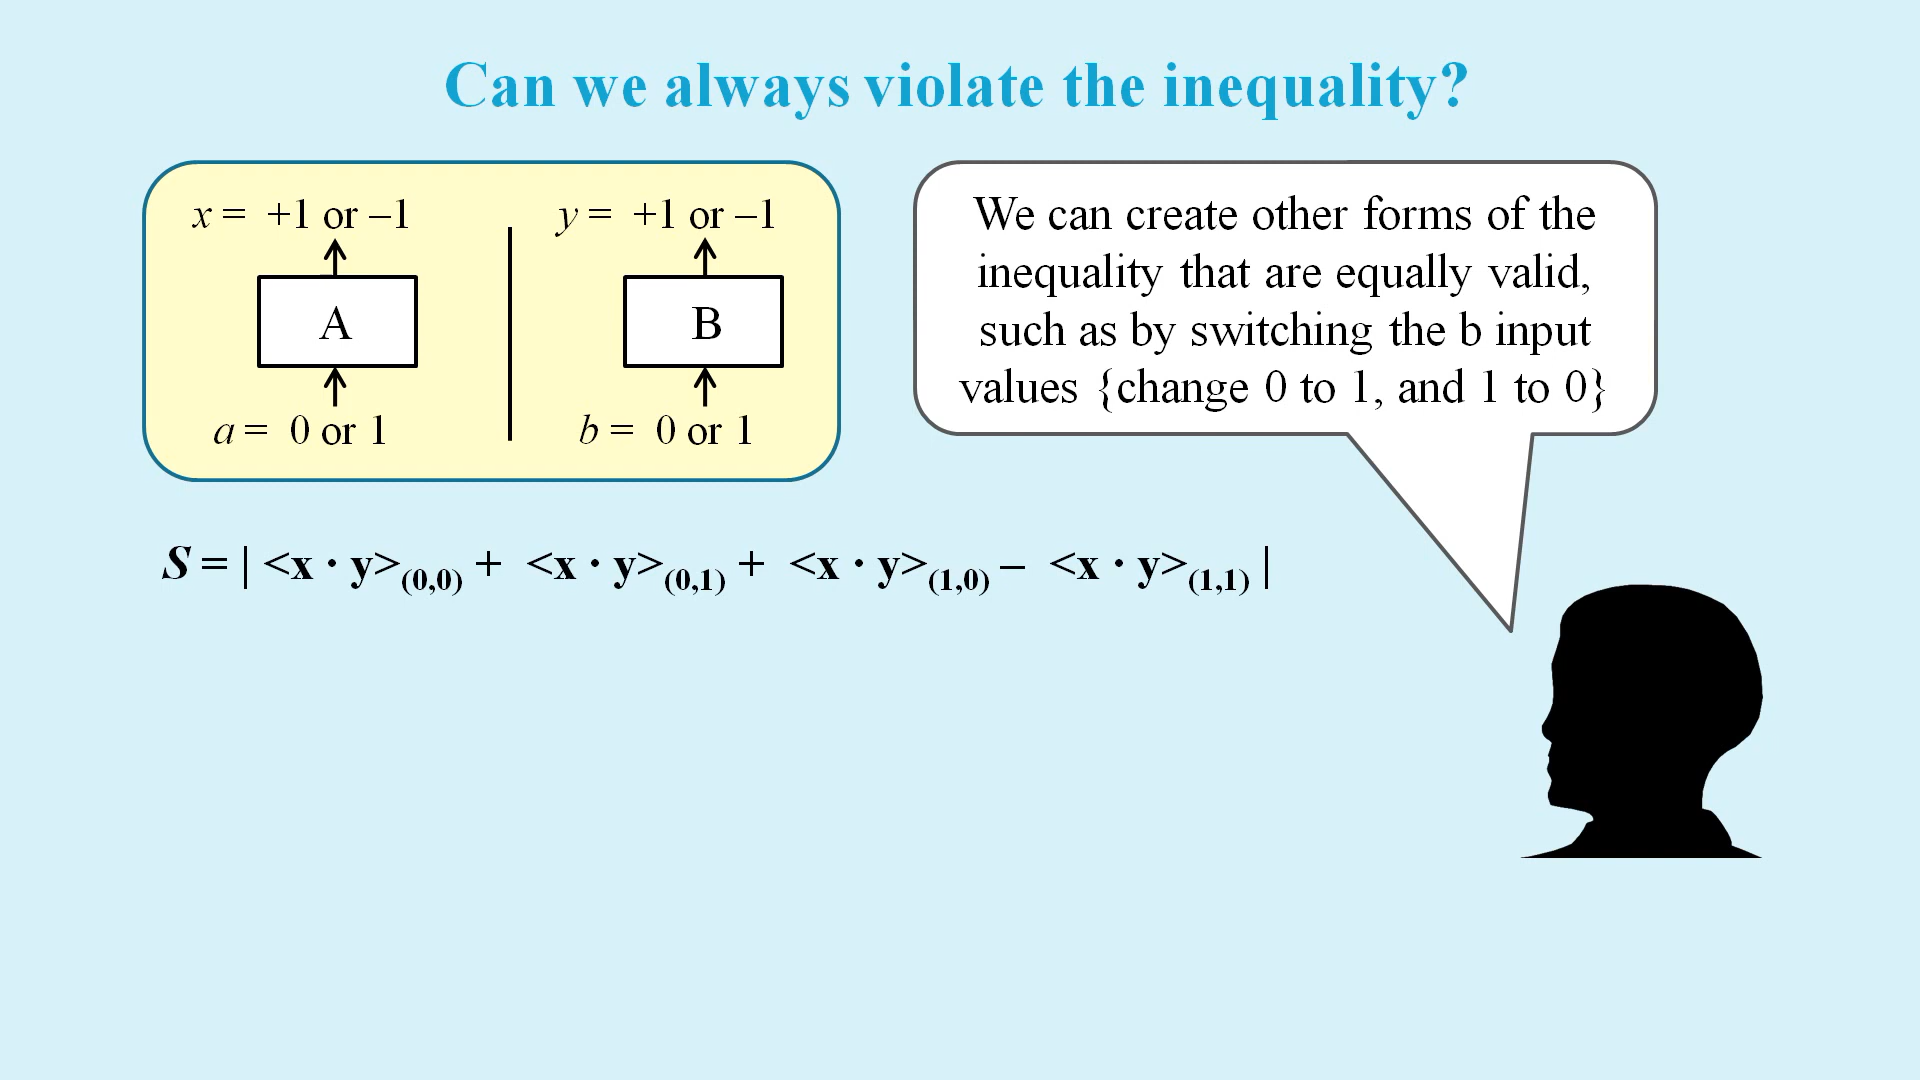 Can we always violate the inequality?
x = +1 or –1
y = +1 or –1
A
B
a = 0 or 1
b = 0 or 1
We can create other forms of the
inequality that are equally valid,
such as by switching the b input
values {change 0 to 1, and 1 to 0}
S = | <x · y>(0,0) + <x · y>(0,1) + <x · y>(1,0) – <x · y>(1,1) |